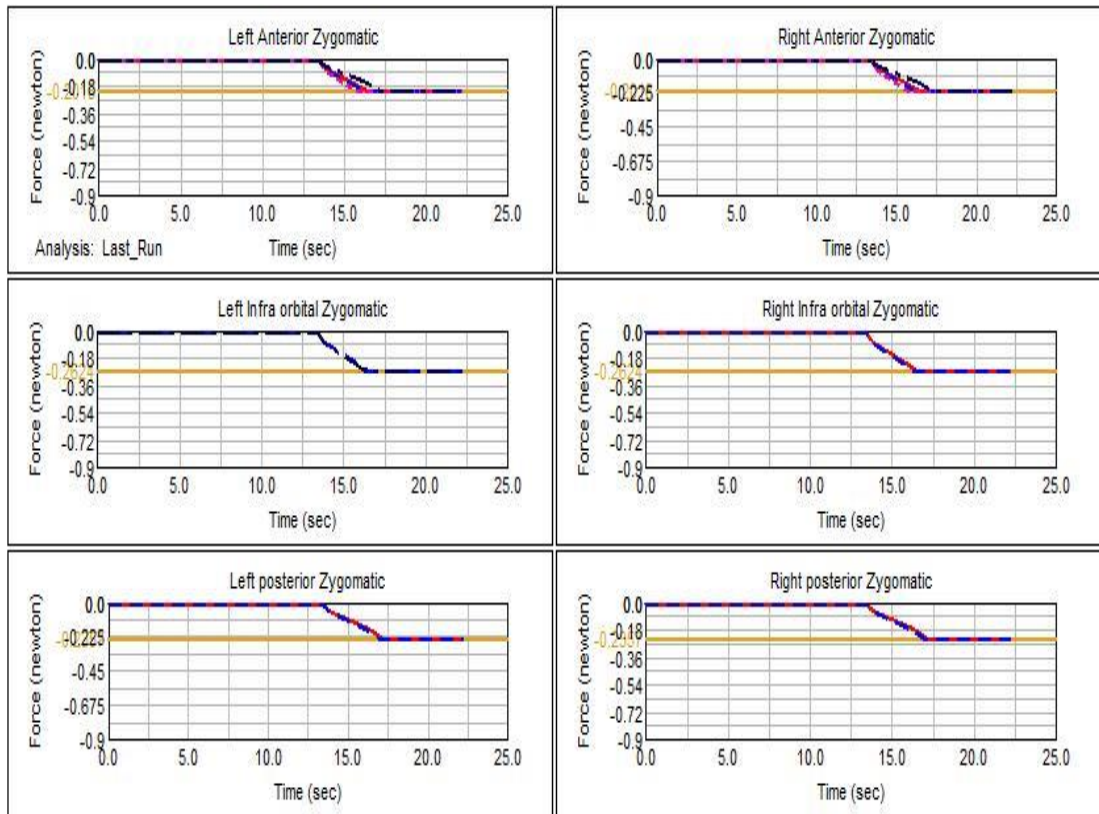 Left Anterior Zygomatic
Force (newton)
0.0
-0.18
-0.36
-0.54
-0.72
-0.9
0.0 5.0 10.0 15.0 20.0 25.0
Analysis: Last_Run Time (sec)
Right Anterior Zygomatic
Force (newton)
0.0
-0.225
-0.45
-0.675
-0.9
0.0 5.0 10.0 15.0 20.0 25.0
Time (sec)
Left Infra orbital Zygomatic
Force (newton)
0.0
-0.18
-0.2624
-0.36
-0.54
-0.72
-0.9
0.0 5.0 10.0 15.0 20.0 25.0
Time (sec)
Right Infra orbital Zygomatic
Force (newton)
0.0
-0.18
-0.2624
-0.36
-0.54
-0.72
-0.9
0.0 5.0 10.0 15.0 20.0 25.0
Time (sec)
Left posterior Zygomatic
Force (newton)
0.0
-0.225
-0.45
-0.675
-0.9
0.0 5.0 10.0 15.0 20.0 25.0
Time (sec)
Right posterior Zygomatic
Force (newton)
0.0
-0.18
-0.36
-0.54
-0.72
-0.9
0.0 5.0 10.0 15.0 20.0 25.0
Time (sec)